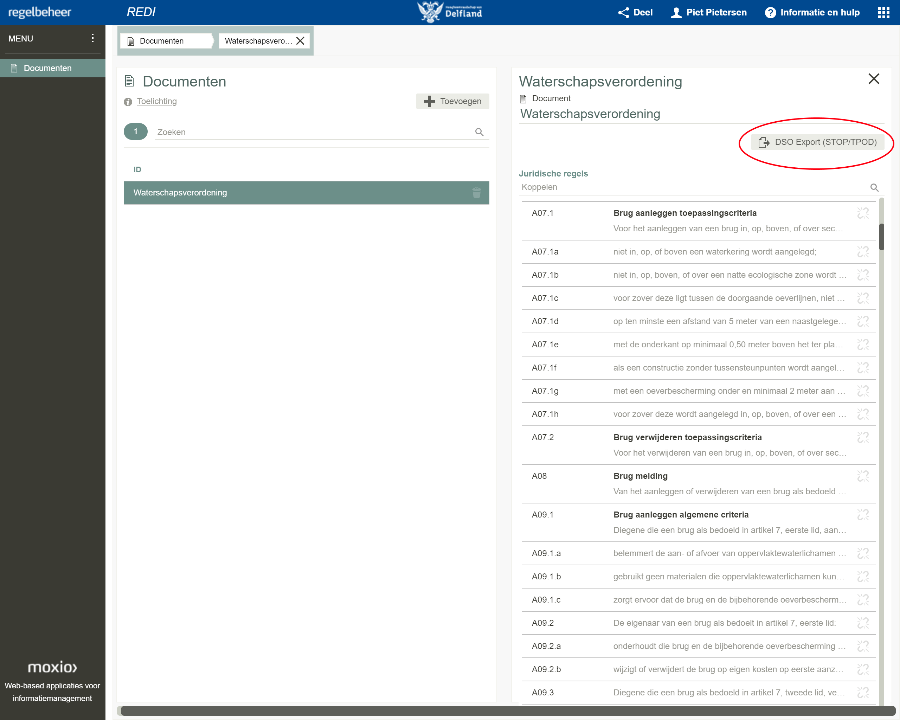 regelbeheer
REDI
Hoogheemraadschap van
Delfland
Deel
Piet Pietersen
Informatie en hulp
MENU
Documenten
Documenten
Waterschapsvero...
Documenten
Toelichting
Toevoegen
1
Zoeken
ID
Waterschapsverordening
Waterschapsverordening
Document
Waterschapsverordening
DSO Export (STOP/TPOD)
Juridische regels
Koppelen
A07.1 Brug aanleggen toepassingscriteria
Voor het aanleggen van een brug in, op, boven, of over sec
A07.1a niet in, op, of boven een waterkering wordt aangelegd;
A07.1b niet in, op, boven, of over een natte ecologische zone wordt ...
A07.1c voor zover deze ligt tussen de doorgaande oeverlijnen, niet ...
A07.1d op ten minste een afstand van 5 meter van een naastgelege...
A07.1e met de onderkant op minimaal 0,50 meter boven het ter pla
A07.1f als een constructie zonder tussensteunpunten wordt aangel...
A07.1g met een oeverbescherming onder en minimaal 2 meter aan ...
A07.1h voor zover deze wordt aangelegd in, op, boven, of over een ...
A07.2 Brug verwijderen toepassingscriteria
Voor het verwijderen van een brug in, op, boven, of over sec...
A08 Brug melding
Van het aanleggen of verwijderen van een brug als bedoeld ...
A09.1 Brug aanleggen algemene criteria
Diegene die een brug als bedoeld in artikel 7, eerste lid, aan...
A09.1.a belemmert de aan- of afvoer van oppervlaktewaterlichamen ...
A09.1.b gebruikt geen materialen die oppervlaktewaterlichamen kun...
A09.1.c zorgt ervoor dat de brug en de bijbehorende oeverbescherm...
A09.2 De eigenaar van een brug als bedoelt in artikel 7, eerste lid:
A09.2.a onderhoudt die brug en de bijbehorende oeverbescherming ...
A09.2.b wijzigt of verwijdert de brug op eigen kosten op eerste aanz...
A09.3 Diegene die een brug als bedoeld in artikel 7, tweede lid, ve...
moxio
Web-based applicaties voor
informatiemanagement